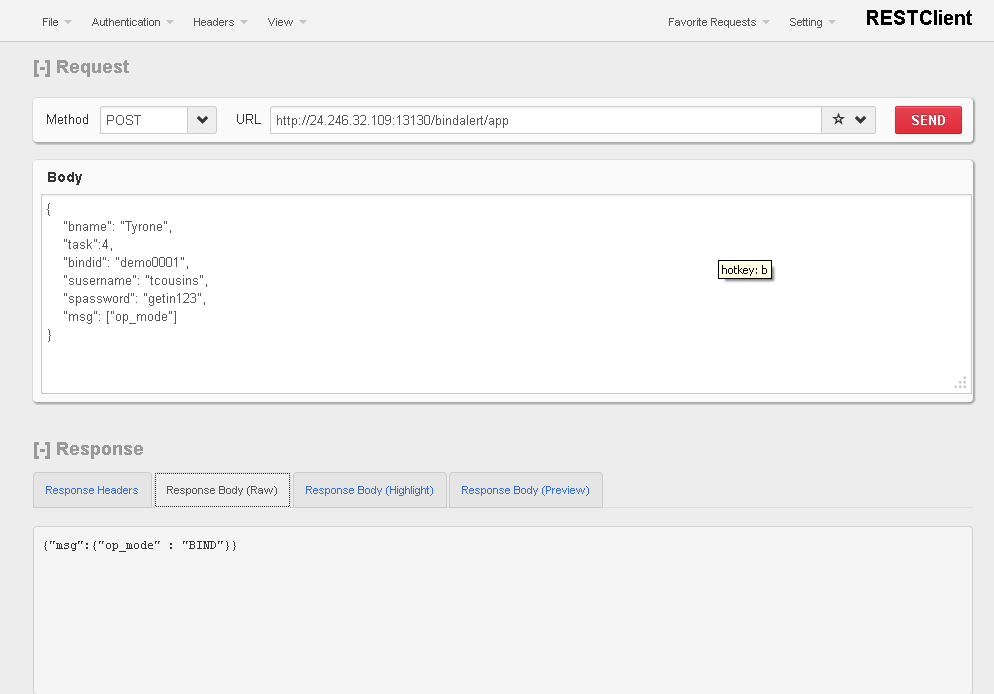 File Authentication Headers View Favorite Requests Setting RESTClient
[-] Request
Method POST URL http://24.246.32.109:13130/bindalert/app SEND
Body
{
"bname": "Tyrone",
"task":4,
"bindid": "demo0001",
hotkey: b
"susername": "tcousins",
"spassword": "getin123",
"msg": ["op_mode"]
}
[-] Response
Response Headers Response Body (Raw) Response Body (Highlight) Response Body (Preview)
{"msg":{"op_mode" : "BIND"}}